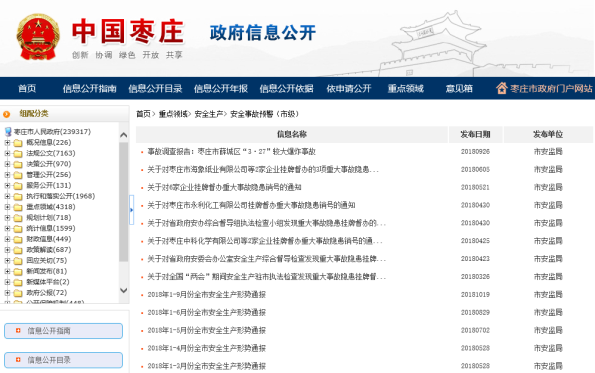 中国枣庄 政府信息公开
创新 协调 绿色 开放 共享
首页 信息公开指南 信息公开目录 信息公开年报 信息公开依据 依申请公开 重点领域 意见箱 枣庄市政府门户网站
细配分类
枣庄市人民政府(239317)
概况信息(226)
法规公文(7163)
决策公开(970)
管理公开(256)
服务公开(131)
执行和落实公开(1968)
重点领域(4318)
规划计划(718)
统计信息(1599)
财政信息(449)
政策解读(687)
回应关切(75)
新闻发布(81)
新媒体平台(2)
政府公报(72)
公开保障机制(448)
信息公开指南
信息公开目录
首页> 重点领域> 安全生产> 安全事故预警（市级）
信息名称 发布日期 发布单位
事故调查报告：枣庄市薛城区“3·27”较大爆炸事故 20180926 市安监局
关于对枣庄市海象纸业有限公司等2家企业挂牌督办的3项重大事故隐患... 20180605 市安监局
关于对6家企业挂牌督办重大事故隐患销号的通知 20180521 市安监局
关于对枣庄市永利化工有限公司挂牌督办重大事故隐患销号的通知 20180430 市安监局
关于对省政府安办综合督导组执法检查小组发现重大事故隐患挂牌督办的... 20180430 市安监局
关于对枣庄中科化学有限公司等2家企业挂牌督办重大事故隐患销号的通... 20180425 市安监局
关于对省政府安委会办公室安全生产综合督导检查发现重大事故隐患挂牌... 20180423 市安监局
关于对全国“两会”期间安全生产驻市执法检查发现重大事故隐患挂牌督... 20180326 市安监局
2018年1-9月份全市安全生产形势通报 20181019 市安监局
2018年1-6月份全市安全生产形势通报 20180829 市安监局
2018年1-5月份全市安全生产形势通报 20180702 市安监局
2018年1-4月份全市安全生产形势通报 20180528 市安监局
2018年1-3月份全市安全生产形势通报 20180528 市安监局